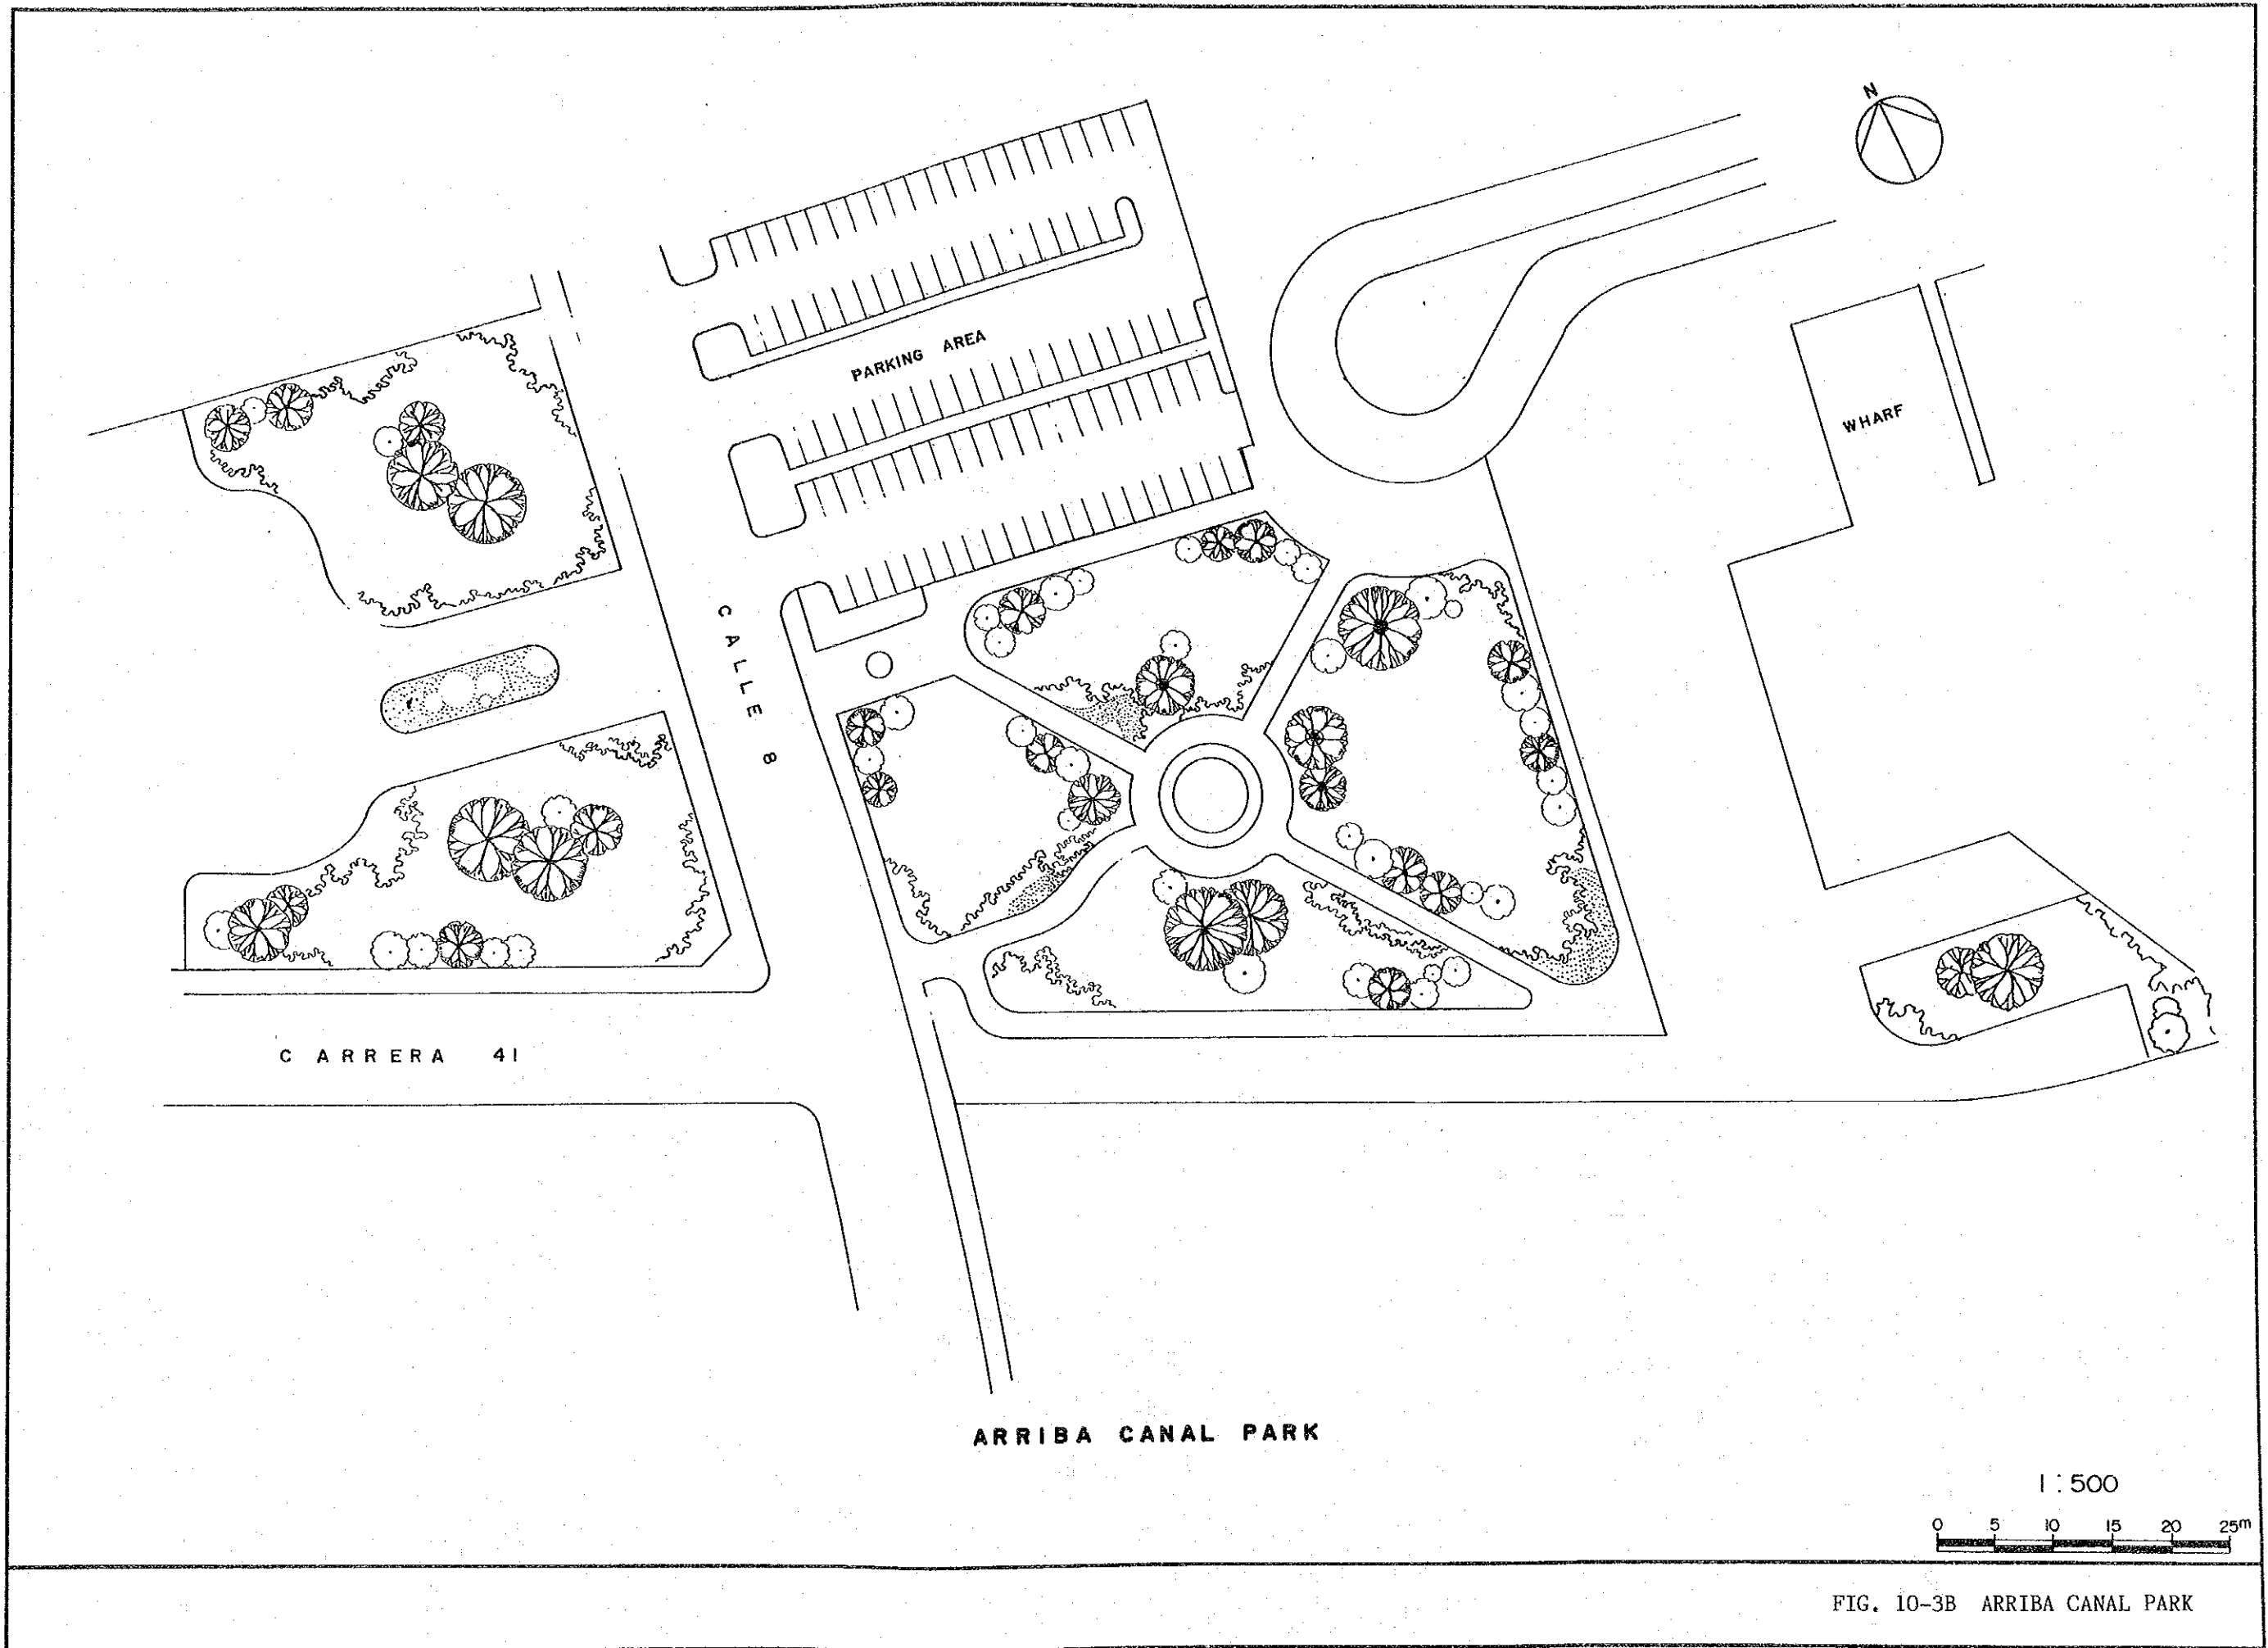 N
PARKING AREA
WHARF
CALLE 8
CARRERA 41
ARRIBA CANAL PARK
1:500
0 5 10 15 20 25m
FIG. 10-3B ARRIBA CANAL PARK